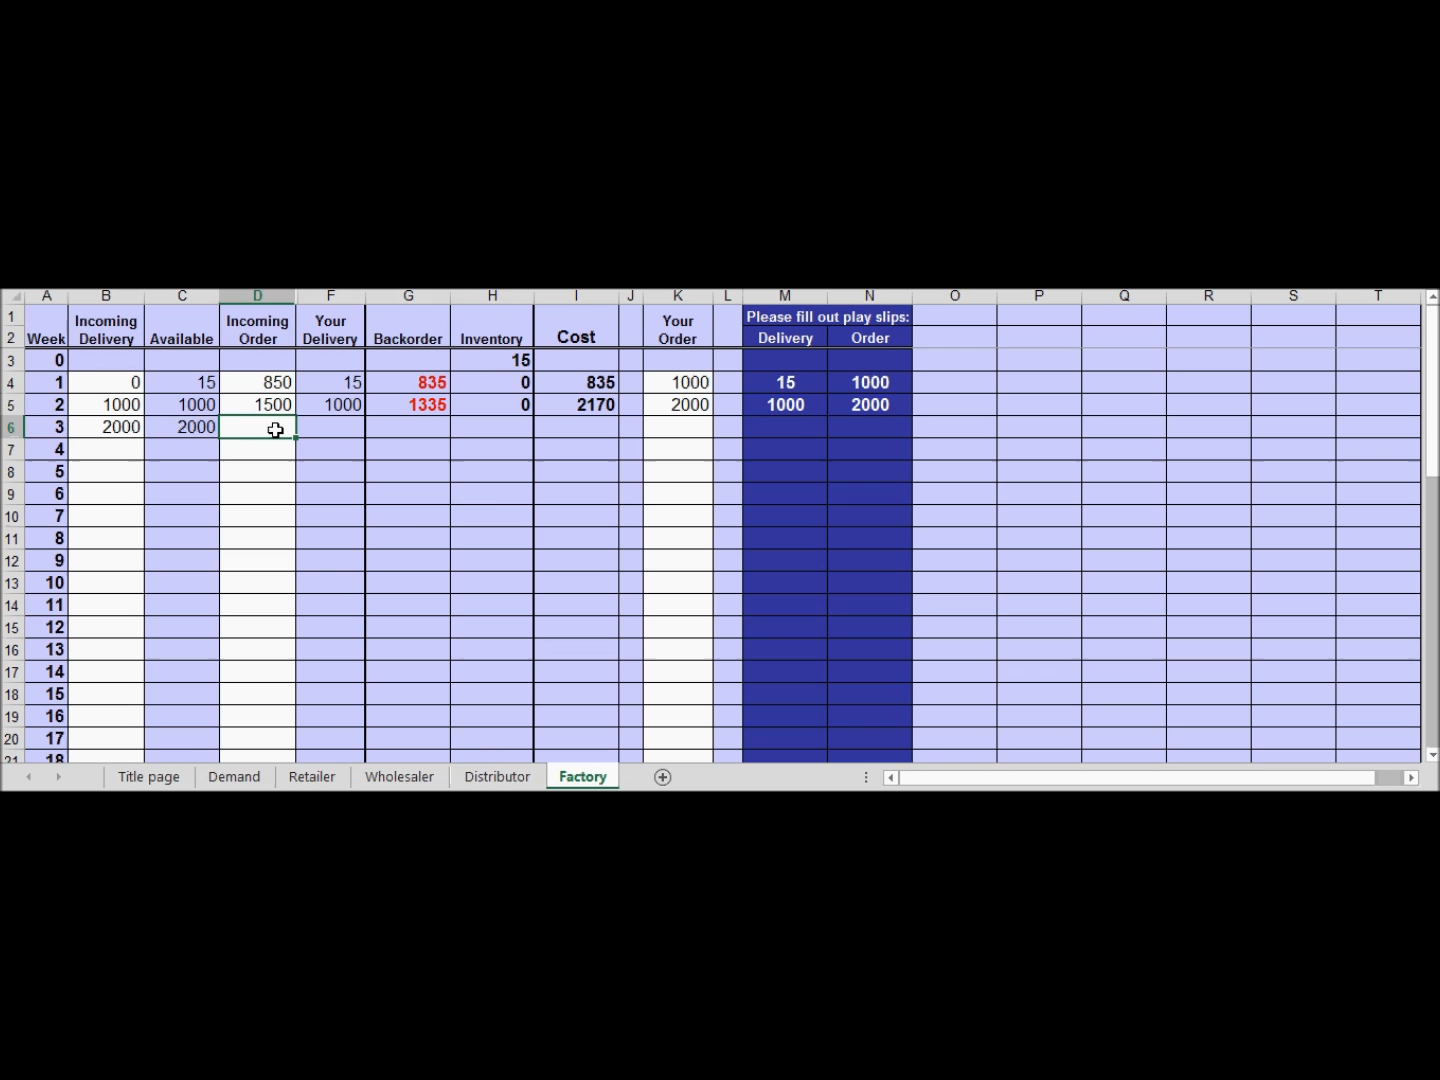 A B C D F G H I J K L M N O P Q R S T
1 Incoming Incoming Your Your Please fill out play slips:
2 Week Delivery Available Order Delivery Backorder Inventory Cost Order Delivery Order
3 0 15
4 1 0 15 850 15 835 0 835 1000 15 1000
5 2 1000 1000 1500 1000 1335 0 2170 2000 1000 2000
6 3 2000 2000
7 4
8 5
9 6
10 7
11 8
12 9
13 10
14 11
15 12
16 13
17 14
18 15
19 16
20 17
21 18
Title page Demand Retailer Wholesaler Distributor Factory